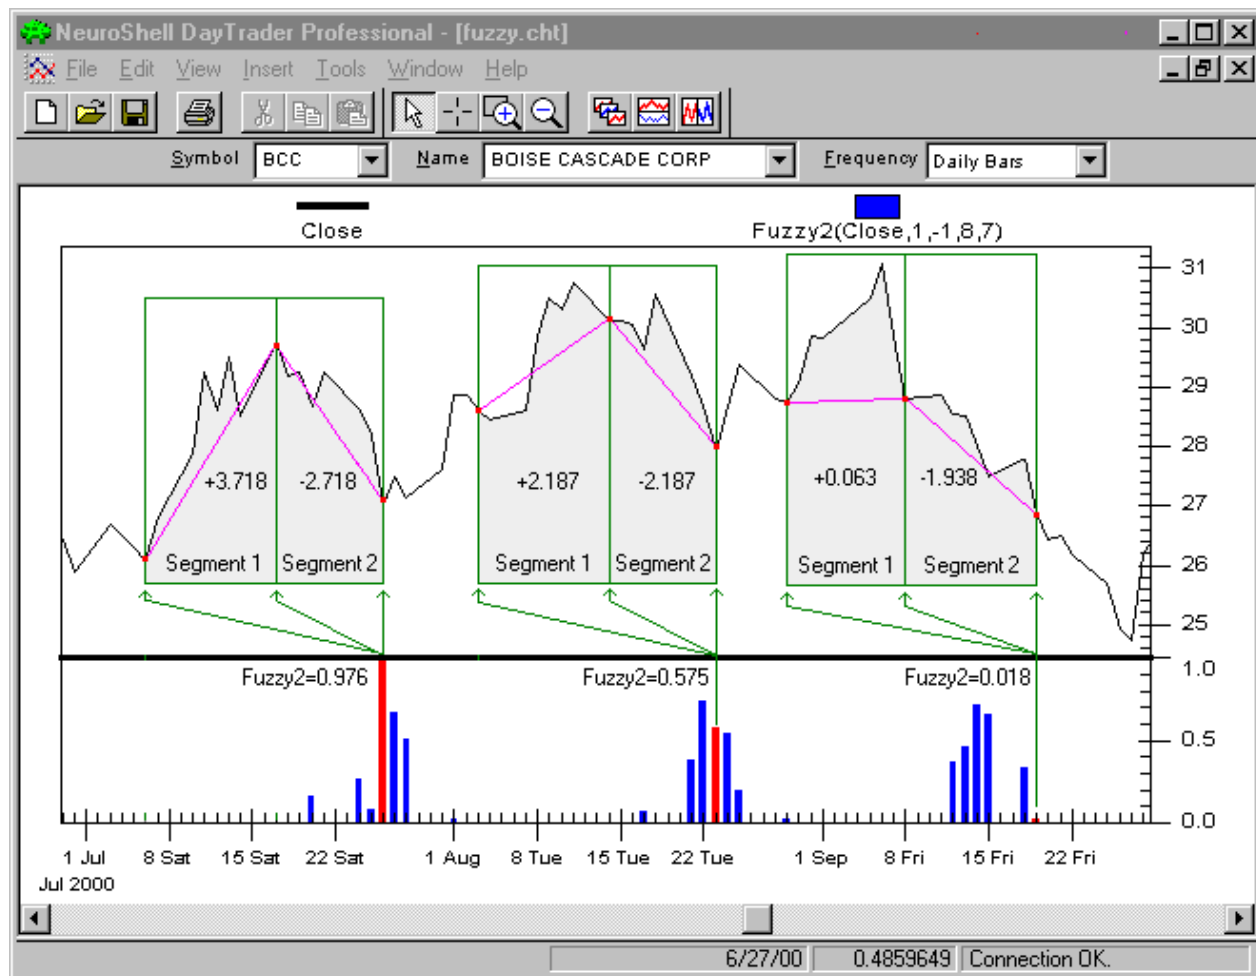 NeuroShell DayTrader Professional - [fuzzy.cht]
File Edit View Insert Tools Window Help
Symbol BCC Name BOISE CASCADE CORP Frequency Daily Bars
Close Fuzzy2(Close,1,-1,8,7)
31
30
29
28
+3.718 -2.718 +2.187 -2.187 +0.063 -1.938
27
Segment 1 Segment 2 Segment 1 Segment 2 Segment 1 Segment 2
26
25
Fuzzy2=0.976 Fuzzy2=0.575 Fuzzy2=0.018 1.0
0.5
0.0
1 Jul 8 Sat 15 Sat 22 Sat 1 Aug 8 Tue 15 Tue 22 Tue 1 Sep 8 Fri 15 Fri 22 Fri
Jul 2000
6/27/00 0.4859649 Connection OK.